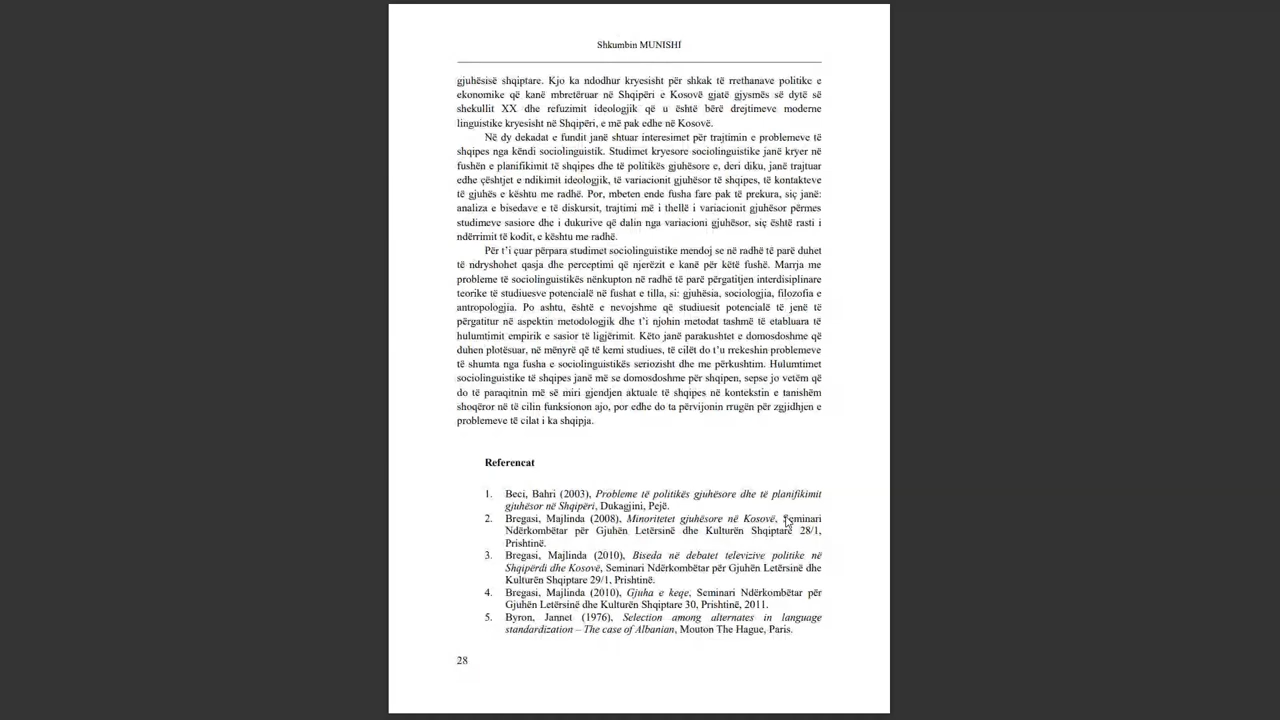 Shkumbin MUNISHI
gjuhësisë shqiptare. Kjo ka ndodhur kryesisht për shkak të rrethanave politike e
ekonomike që kanë mbretëruar në Shqipëri e Kosovë gjatë gjysmës së dytë së
shekullit XX dhe refuzimit ideologjik që u është bërë drejtimeve moderne
linguistike kryesisht në Shqipëri, e më pak edhe në Kosovë.
Në dy dekadat e fundit janë shtuar interesimet për trajtimin e problemeve të
shqipes nga këndi sociolinguistik. Studimet kryesore sociolinguistike janë kryer në
fushën e planifikimit të shqipes dhe të politikës gjuhësore e, deri diku, janë trajtuar
edhe çështjet e ndikimit ideologjik, të variacionit gjuhësor të shqipes, të kontakteve
të gjuhës e kështu me radhë. Por, mbeten ende fusha fare pak të prekura, siç janë:
analiza e bisedave e të diskursit, trajtimi më i thellë i variacionit gjuhësor përmes
studimeve sasiore dhe i dukurive që dalin nga variacioni gjuhësor, siç është rasti i
ndërrimit të kodit, e kështu me radhë.
Për t’i çuar përpara studimet sociolinguistike mendoj se në radhë të parë duhet
të ndryshohet qasja dhe perceptimi që njerëzit e kanë për këtë fushë. Marrja me
probleme të sociolinguistikës nënkupton në radhë të parë përgatitjen interdisiplinare
teorike të studiuesve potencialë në fushat e tilla, si: gjuhësia, sociologjia, filozofia e
antropologjia. Po ashtu, është e nevojshme që studiuesit potencialë të jenë të
përgatitur në aspektin metodologjik dhe t’i njohin metodat tashmë të etabluara të
hulumtimit empirik e sasior të ligjërimit. Këto janë parakushtet e domosdoshme që
duhen plotësuar, në mënyrë që të kemi studiues, të cilët do t’u rrekeshin problemeve
të shumta nga fusha e sociolinguistikës seriozisht dhe me përkushtim. Hulumtimet
sociolinguistike të shqipes janë më se domosdoshme për shqipen, sepse jo vetëm që
do të paraqitnin më së miri gjendjen aktuale të shqipes në kontekstin e tanishëm
shoqëror në të cilin funksionon ajo, por edhe do ta përvijonin rrugën për zgjidhjen e
problemeve të cilat i ka shqipja.
Referencat
1. Beci, Bahri (2003), Probleme të politikës gjuhësore dhe të planifikimit
gjuhësor në Shqipëri, Dukagjini, Pejë.
2. Bregasi, Majlinda (2008), Minoritetet gjuhësore në Kosovë, Seminari
Ndërkombëtar për Gjuhën Letërsinë dhe Kulturën Shqiptare 28/1,
Prishtinë.
3. Bregasi, Majlinda (2010), Biseda në debatet televizive politike në
Shqipërdi dhe Kosovë, Seminari Ndërkombëtar për Gjuhën Letërsinë dhe
Kulturën Shqiptare 29/1, Prishtinë.
4. Bregasi, Majlinda (2010), Gjuha e keqe, Seminari Ndërkombëtar për
Gjuhën Letërsinë dhe Kulturën Shqiptare 30, Prishtinë, 2011.
5. Byron, Jannet (1976), Selection among alternates in language
standardization – The case of Albanian, Mouton The Hague, Paris.
28